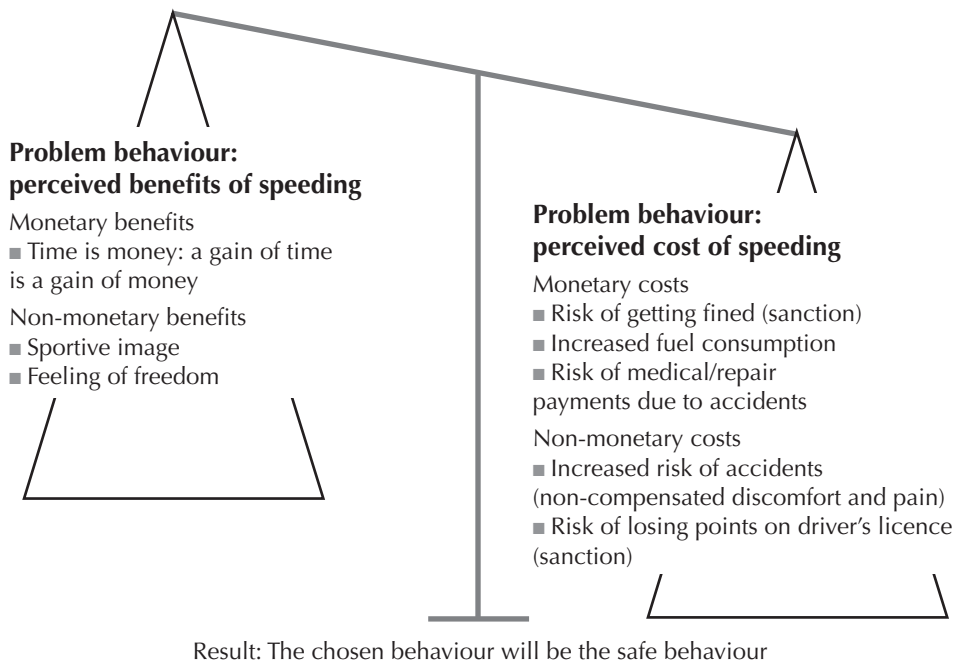 Problem behaviour:
perceived benefits of speeding
Monetary benefits
■ Time is money: a gain of time
is a gain of money
Non-monetary benefits
■ Sportive image
■ Feeling of freedom
Problem behaviour:
perceived cost of speeding
Monetary costs
■ Risk of getting fined (sanction)
■ Increased fuel consumption
■ Risk of medical/repair
payments due to accidents
Non-monetary costs
■ Increased risk of accidents
(non-compensated discomfort and pain)
■ Risk of losing points on driver’s licence
(sanction)
Result: The chosen behaviour will be the safe behaviour